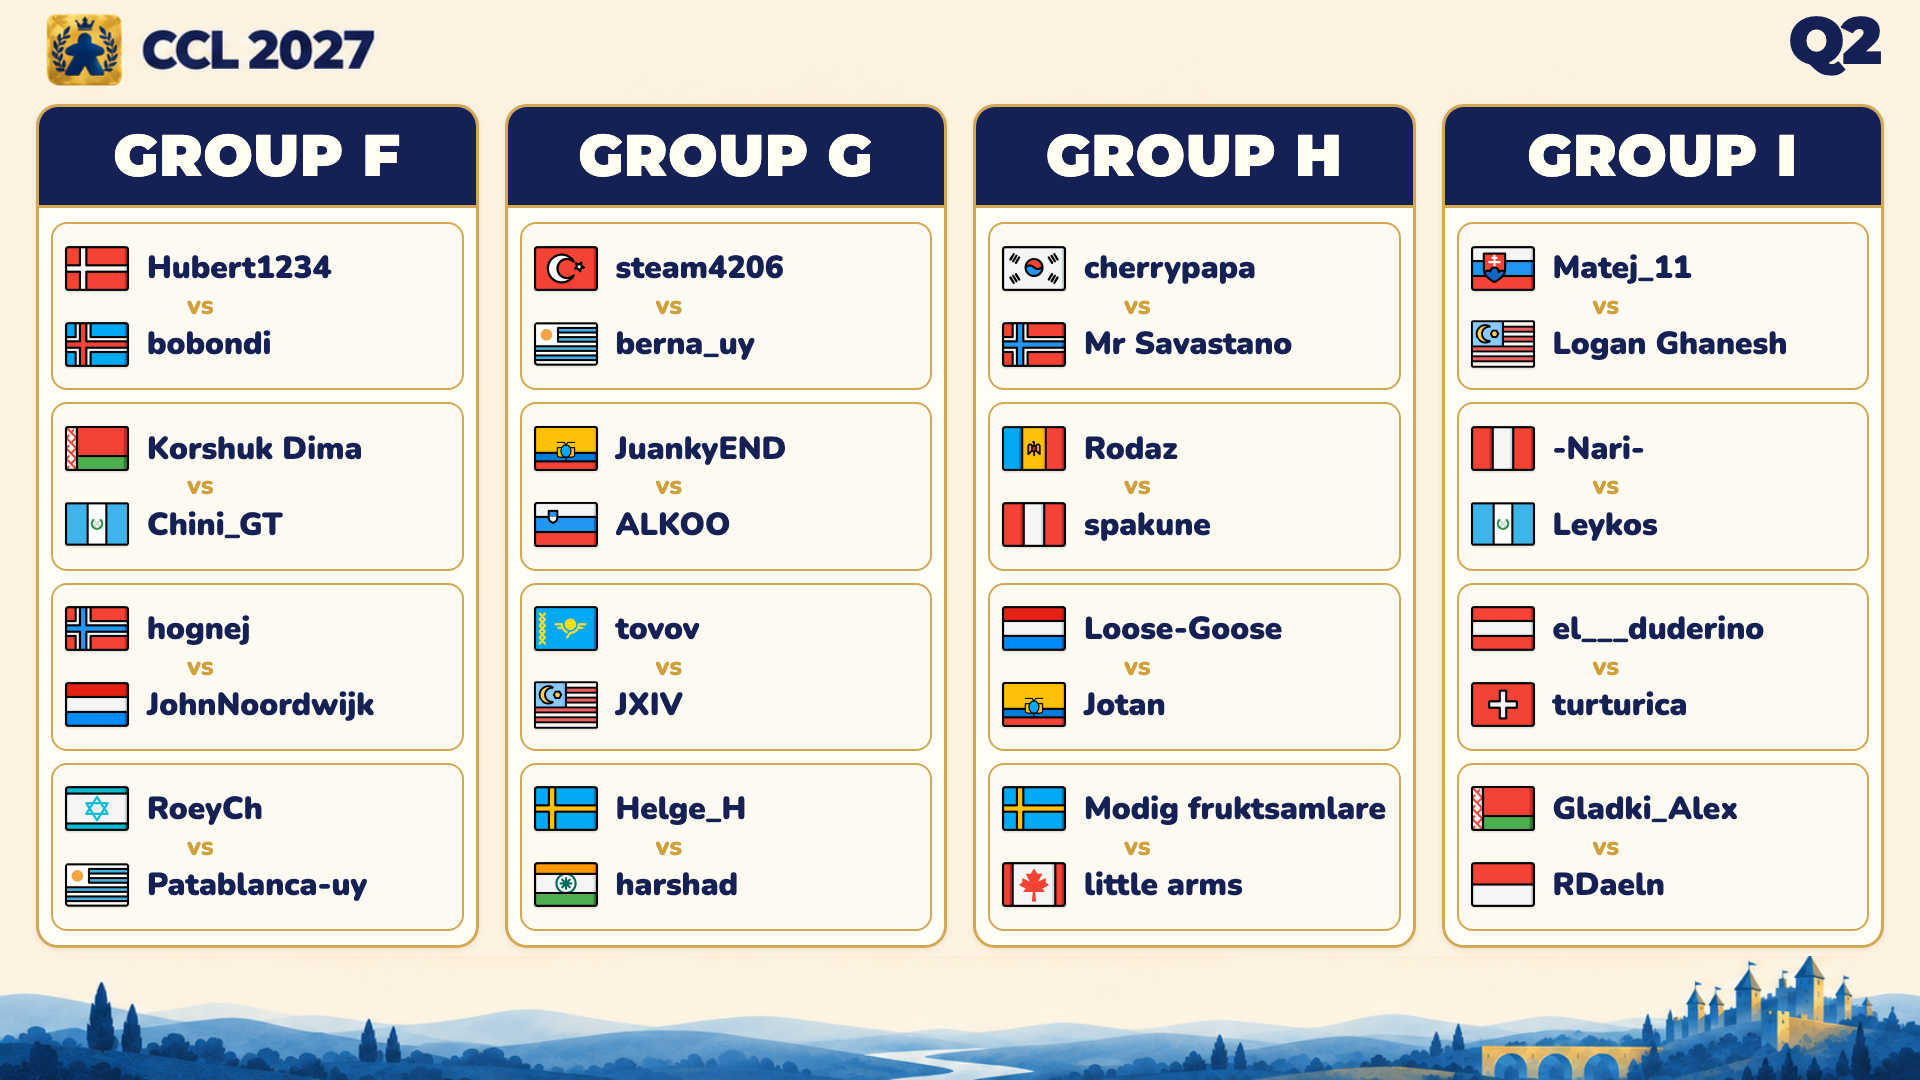 CCL 2027
Q2
GROUP F
Hubert1234
vs
bobondi
Korshuk Dima
vs
Chini_GT
hognej
vs
JohnNoordwijk
RoeyCh
vs
Patablanca-uy
GROUP G
steam4206
vs
berna_uy
JuankyEND
vs
ALKOO
tovov
vs
JXIV
Helge_H
vs
harshad
GROUP H
cherrypapa
vs
Mr Savastano
Rodaz
vs
spakune
Loose-Goose
vs
Jotan
Modig fruktsamlare
vs
little arms
GROUP I
Matej_11
vs
Logan Ghanesh
-Nari-
vs
Leykos
el___duderino
vs
turturica
Gladki_Alex
vs
RDaeln